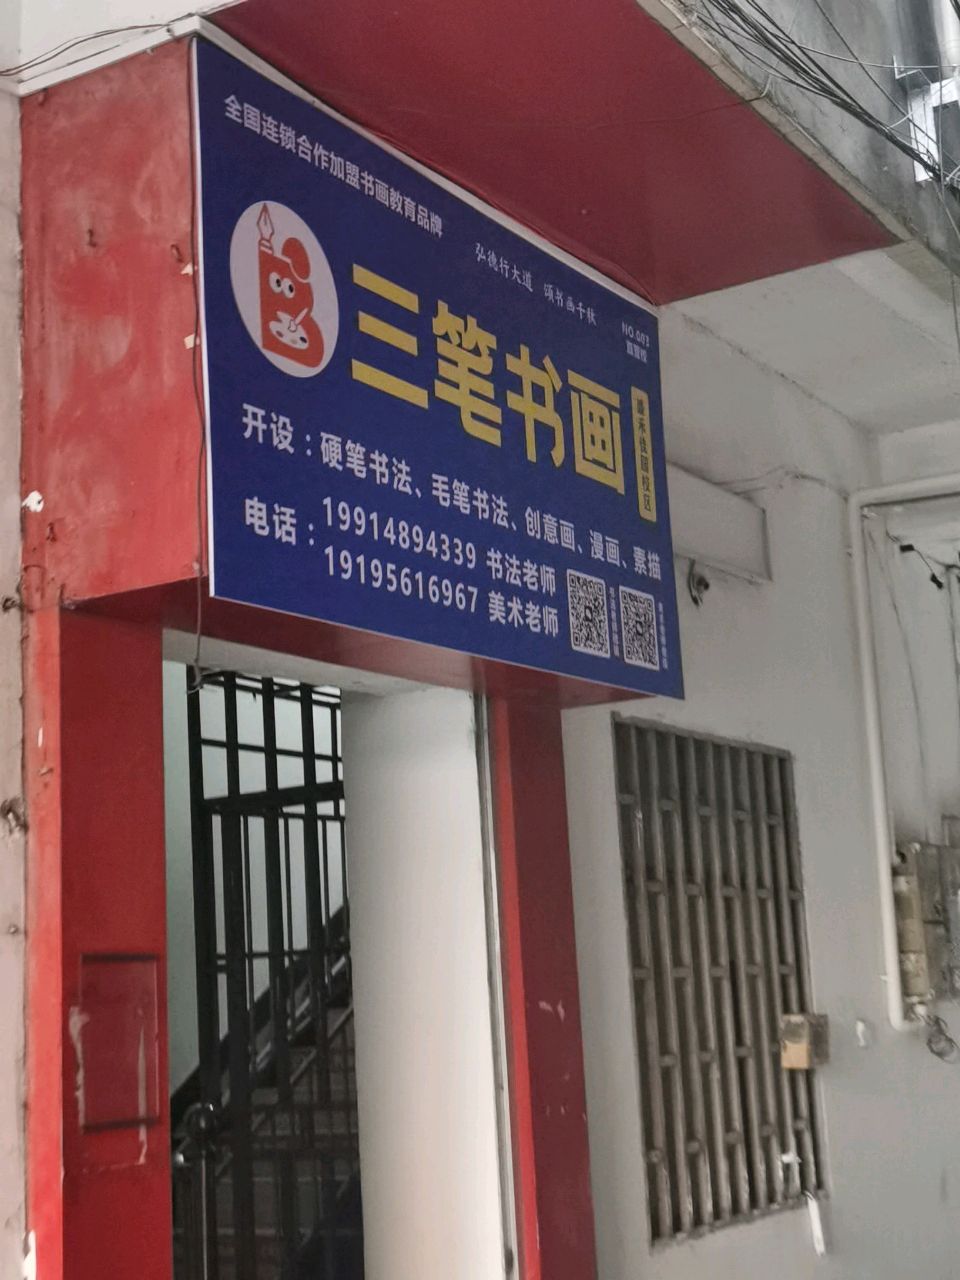 全国连锁合作加盟书画教育品牌
弘德行大道 颂书画千秋
NO.003
直营校
三笔书画
开设：硬笔书法、毛笔书法、创意画、漫画、素描
电话：19914894339 书法老师
19195616967 美术老师